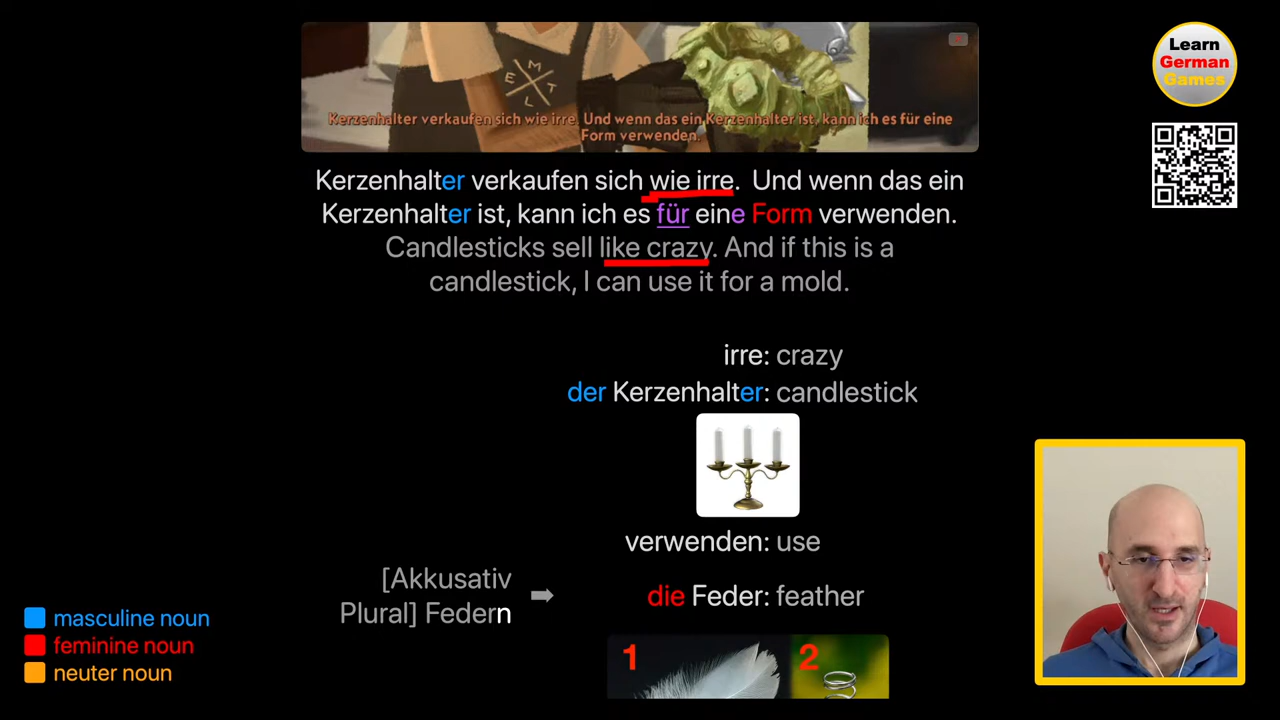 Kerzenhalter verkaufen sich wie irre. Und wenn das ein Kerzenhalter ist, kann ich es für eine
Form verwenden.
Learn
German
Games
Kerzenhalter verkaufen sich wie irre. Und wenn das ein
Kerzenhalter ist, kann ich es für eine Form verwenden.
Candlesticks sell like crazy. And if this is a
candlestick, I can use it for a mold.
irre: crazy
der Kerzenhalter: candlestick
verwenden: use
[Akkusativ
Plural] Federn
➡
die Feder: feather
1
2
masculine noun
feminine noun
neuter noun